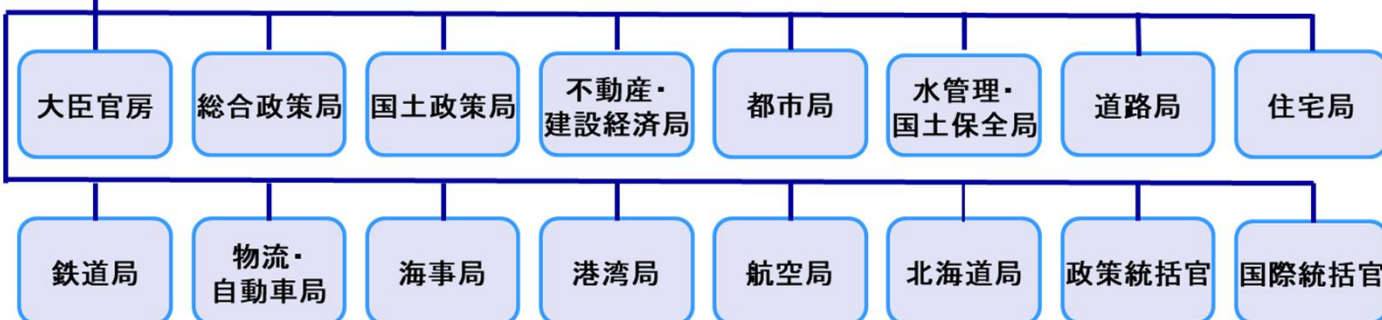 大臣官房
総合政策局
国土政策局
不動産・
建設経済局
都市局
水管理・
国土保全局
道路局
住宅局
鉄道局
物流・
自動車局
海事局
港湾局
航空局
北海道局
政策統括官
国際統括官